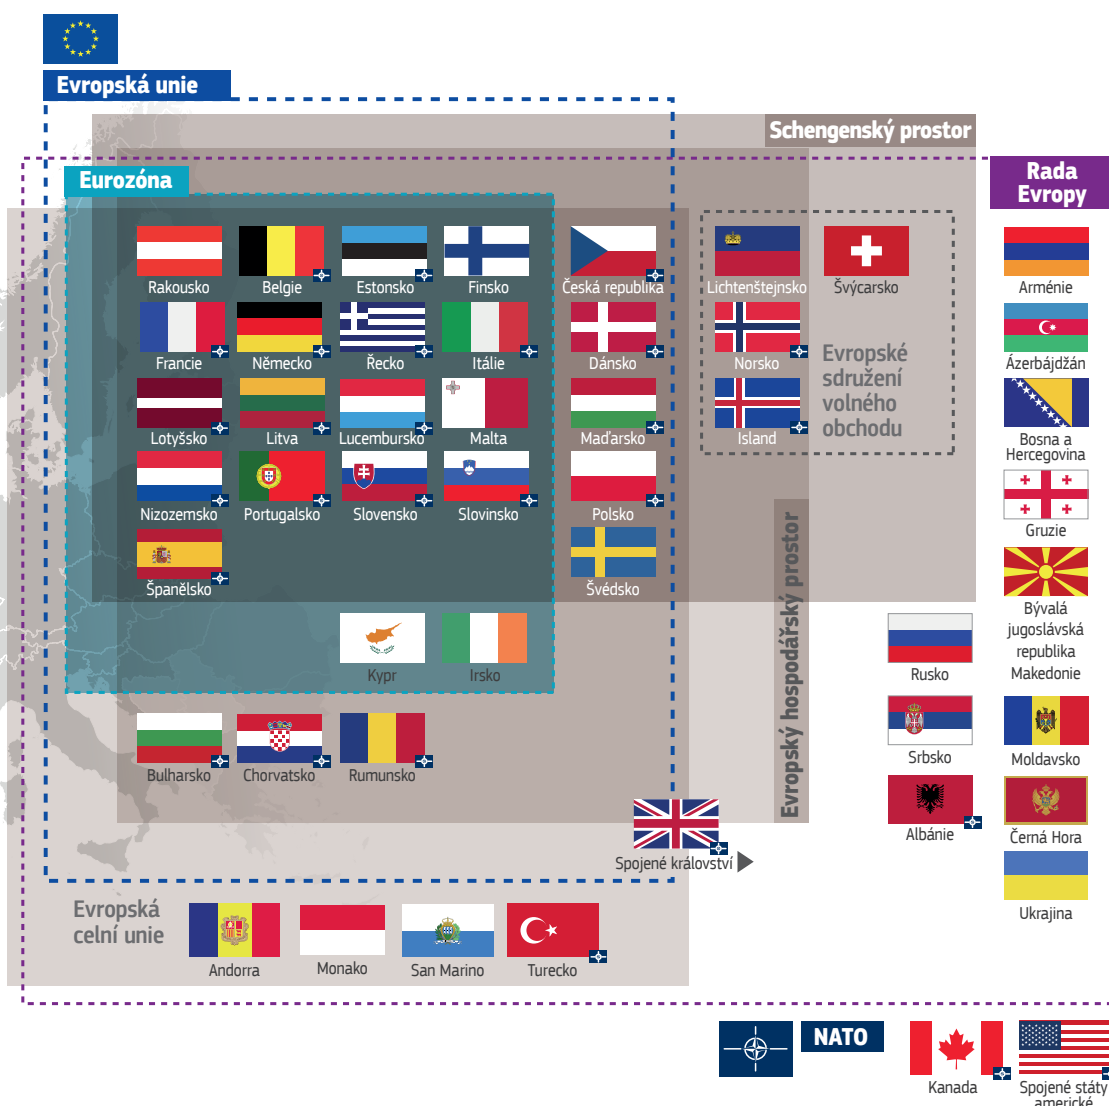 Evropská unie
Schengenský prostor
Rada
Evropy
Eurozóna
Rakousko
Belgie
Estonsko
Finsko
Česká republika
Lichtenštejnsko
Švýcarsko
Arménie
Francie
Německo
Řecko
Itálie
Dánsko
Norsko
Evropské
sdružení
volného
obchodu
Ázerbájdžán
Lotyšsko
Litva
Lucembursko
Malta
Maďarsko
Island
Bosna a
Hercegovina
Nizozemsko
Portugalsko
Slovensko
Slovinsko
Polsko
Gruzie
Španělsko
Švédsko
Evropský hospodářský prostor
Bývalá
jugoslávská
republika
Makedonie
Kypr
Irsko
Rusko
Bulharsko
Chorvatsko
Rumunsko
Srbsko
Moldavsko
Albánie
Černá Hora
Spojené království
Ukrajina
Evropská
celní unie
Andorra
Monako
San Marino
Turecko
NATO
Kanada
Spojené státy
americké